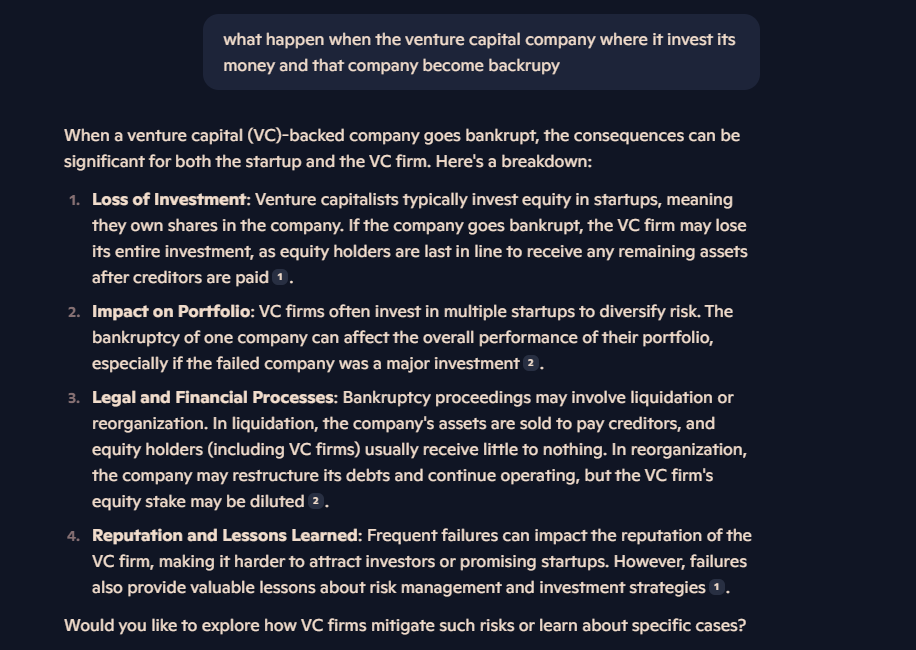 what happen when the venture capital company where it invest its
money and that company become backrupy
When a venture capital (VC)-backed company goes bankrupt, the consequences can be
significant for both the startup and the VC firm. Here's a breakdown:
1. Loss of Investment: Venture capitalists typically invest equity in startups, meaning
they own shares in the company. If the company goes bankrupt, the VC firm may lose
its entire investment, as equity holders are last in line to receive any remaining assets
after creditors are paid 1.
2. Impact on Portfolio: VC firms often invest in multiple startups to diversify risk. The
bankruptcy of one company can affect the overall performance of their portfolio,
especially if the failed company was a major investment 2.
3. Legal and Financial Processes: Bankruptcy proceedings may involve liquidation or
reorganization. In liquidation, the company's assets are sold to pay creditors, and
equity holders (including VC firms) usually receive little to nothing. In reorganization,
the company may restructure its debts and continue operating, but the VC firm's
equity stake may be diluted 2.
4. Reputation and Lessons Learned: Frequent failures can impact the reputation of the
VC firm, making it harder to attract investors or promising startups. However, failures
also provide valuable lessons about risk management and investment strategies 1.
Would you like to explore how VC firms mitigate such risks or learn about specific cases?